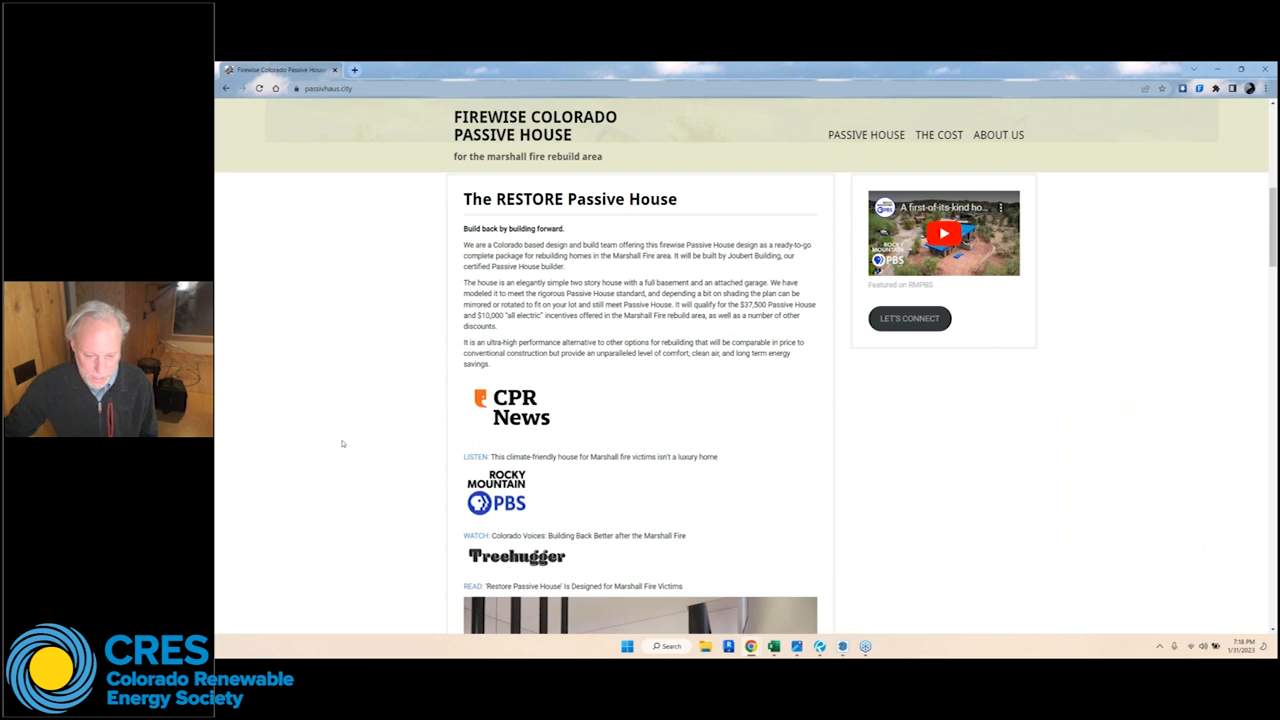 Firewise Colorado Passive Hous
passivhaus.city
FIREWISE COLORADO
PASSIVE HOUSE
for the marshall fire rebuild area
PASSIVE HOUSE THE COST ABOUT US
The RESTORE Passive House
Build back by building forward.
We are a Colorado based design and build team offering this firewise Passive House design as a ready-to-go
complete package for rebuilding homes in the Marshall Fire area. It will be built by Joubert Building, our
certified Passive House builder.
The house is an elegantly simple two story house with a full basement and an attached garage. We have
modeled it to meet the rigorous Passive House standard, and depending a bit on shading the plan can be
mirrored or rotated to fit on your lot and still meet Passive House. It will qualify for the $37,500 Passive House
and $10,000 "all electric" incentives offered in the Marshall Fire rebuild area, as well as a number of other
discounts.
It is an ultra-high performance alternative to other options for rebuilding that will be comparable in price to
conventional construction but provide an unparalleled level of comfort, clean air, and long term energy
savings.
CPR
News
LISTEN: This climate-friendly house for Marshall fire victims isn't a luxury home
ROCKY
MOUNTAIN
PBS
WATCH: Colorado Voices: Building Back Better after the Marshall Fire
Treehugger
READ: 'Restore Passive House' Is Designed for Marshall Fire Victims
A first-of-its-kind ho...
ROCKY
MOUNTAIN
PBS
Featured on RMPBS
LET'S CONNECT
Search
7:18 PM
1/31/2023
CRES
Colorado Renewable
Energy Society